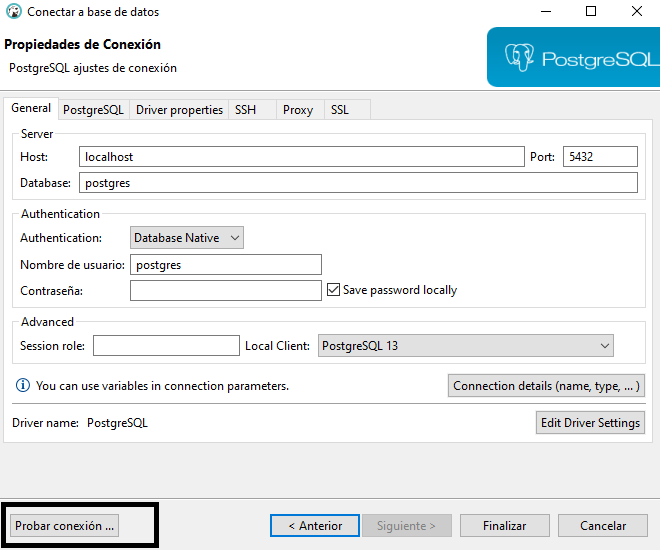 Conectar a base de datos
Propiedades de Conexión
PostgreSQL ajustes de conexión
PostgreSQL
General PostgreSQL Driver properties SSH Proxy SSL
Server
Host: localhost Port: 5432
Database: postgres
Authentication
Authentication: Database Native
Nombre de usuario: postgres
Contraseña: Save password locally
Advanced
Session role: Local Client: PostgreSQL 13
You can use variables in connection parameters. Connection details (name, type, ... )
Driver name: PostgreSQL Edit Driver Settings
Probar conexión ... < Anterior Siguiente > Finalizar Cancelar